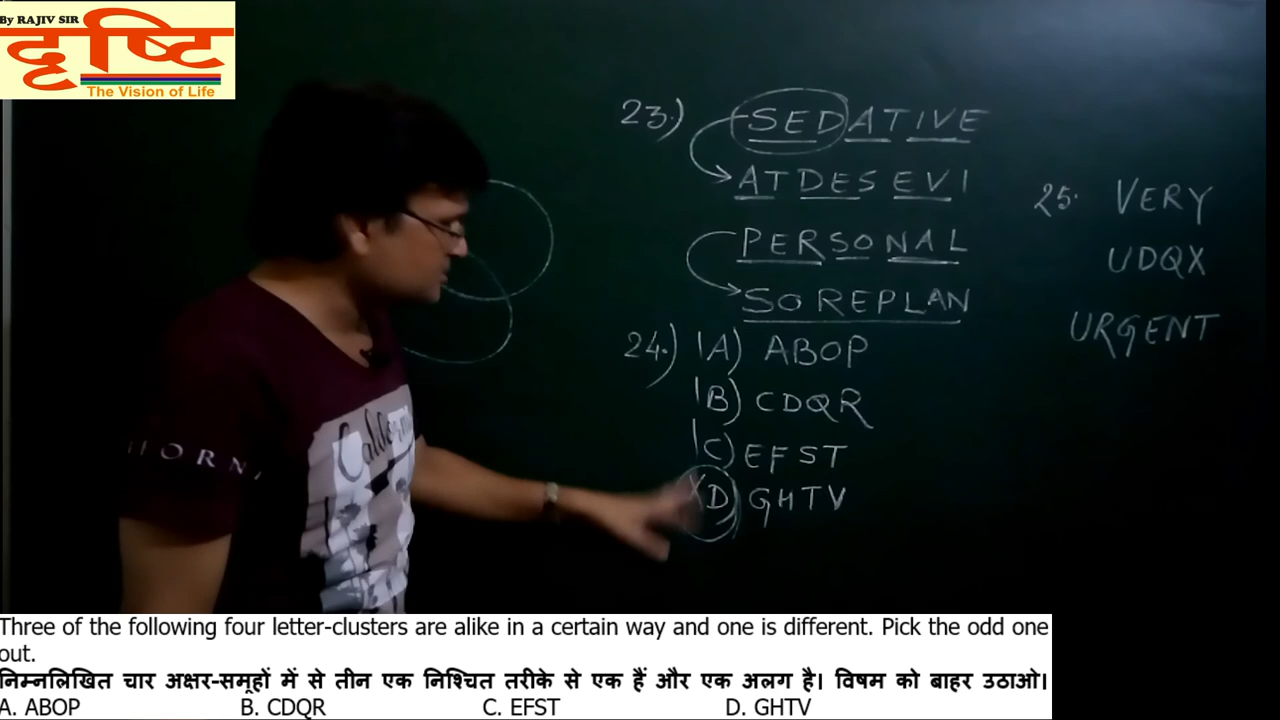 By RAJIV SIR
दृष्टि
The Vision of Life
23.) SEDATIVE
ATDESEVI
PERSONAL
SOREPLAN
24.) A) ABOP
B) CDQR
C) EFST
D) GHTV
25. VERY
UDQX
URGENT
Three of the following four letter-clusters are alike in a certain way and one is different. Pick the odd one
out.
निम्नलिखित चार अक्षर-समूहों में से तीन एक निश्चित तरीके से एक हैं और एक अलग है। विषम को बाहर उठाओ।
A. ABOP B. CDQR C. EFST D. GHTV